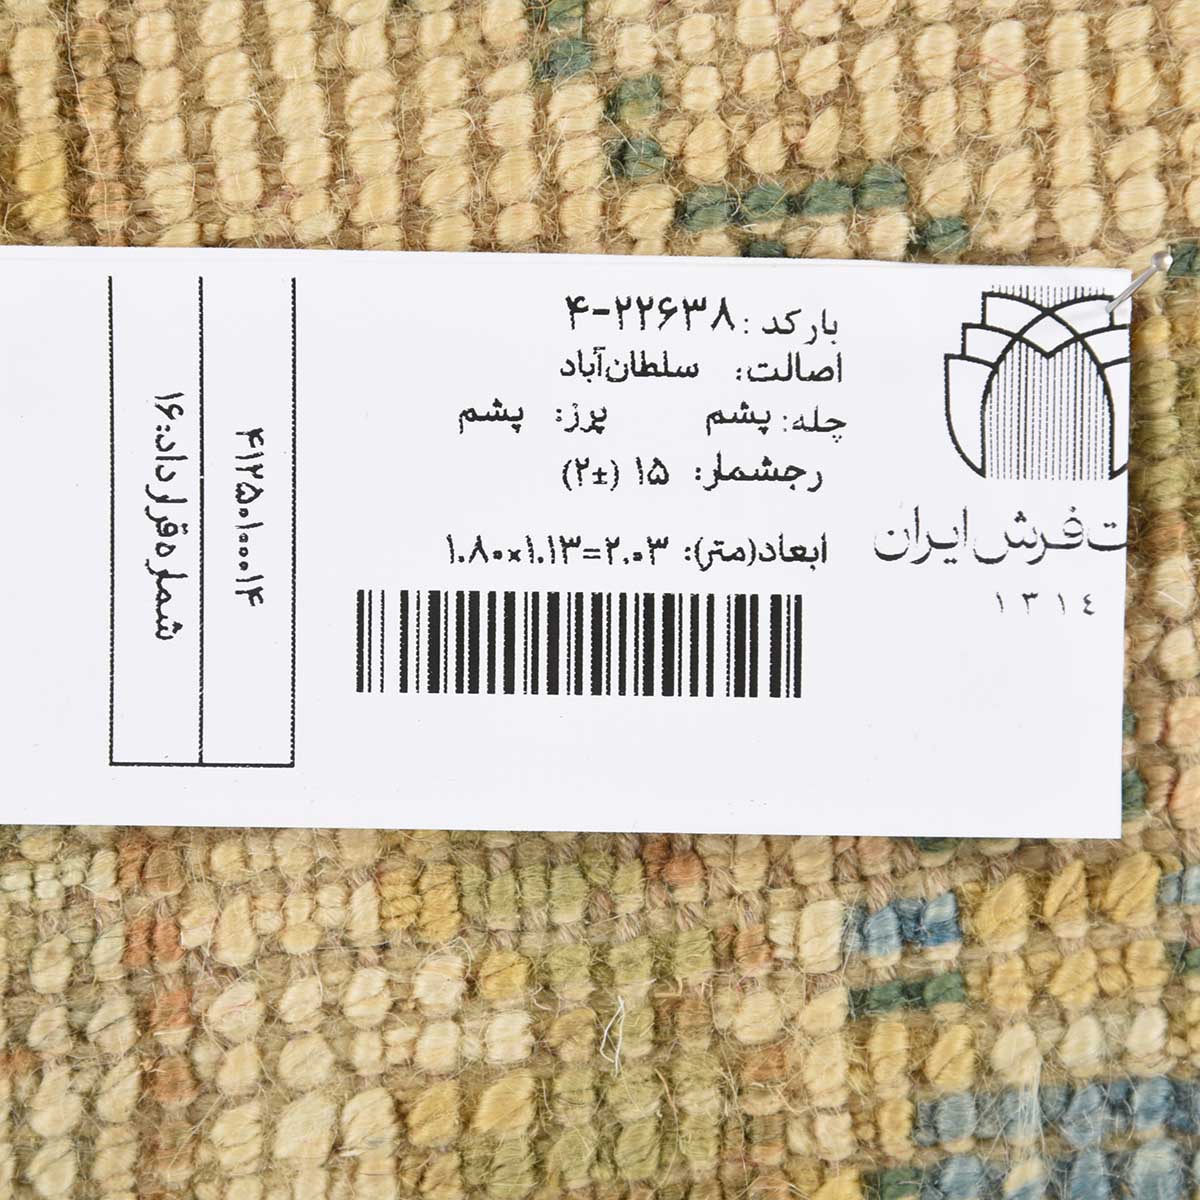 بارکد: ۴-۲۲۶۳۸
اصالت: سلطان‌آباد
چله: پشم پرز: پشم
رجشمار: ۱۵ (±۲)
ابعاد(متر): ۱.۸۰×۱.۱۳=۲.۰۳
ت فرش ایران
۱۳۱۴
۴۱۲۵۰۱۰۰۰۱۴
شماره قرارداد: ۱۶